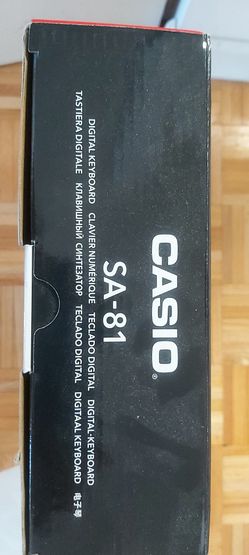 CASIO®
SA-81
DIGITAL KEYBOARD CLAVIER NUMÉRIQUE TECLADO DIGITAL DIGITAL-KEYBOARD
TASTIERA DIGITALE КЛАВИШНЫЙ СИНТЕЗАТОР TECLADO DIGITAL DIGITAAL KEYBOARD 电子琴